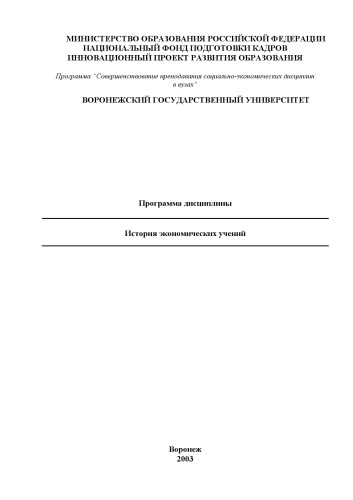 МИНИСТЕРСТВО ОБРАЗОВАНИЯ РОССИЙСКОЙ ФЕДЕРАЦИИ
НАЦИОНАЛЬНЫЙ ФОНД ПОДГОТОВКИ КАДРОВ
ИННОВАЦИОННЫЙ ПРОЕКТ РАЗВИТИЯ ОБРАЗОВАНИЯ
Программа "Совершенствование преподавания социально-экономических дисциплин
в вузах"
ВОРОНЕЖСКИЙ ГОСУДАРСТВЕННЫЙ УНИВЕРСИТЕТ
Программа дисциплины
История экономических учений
Воронеж
2003